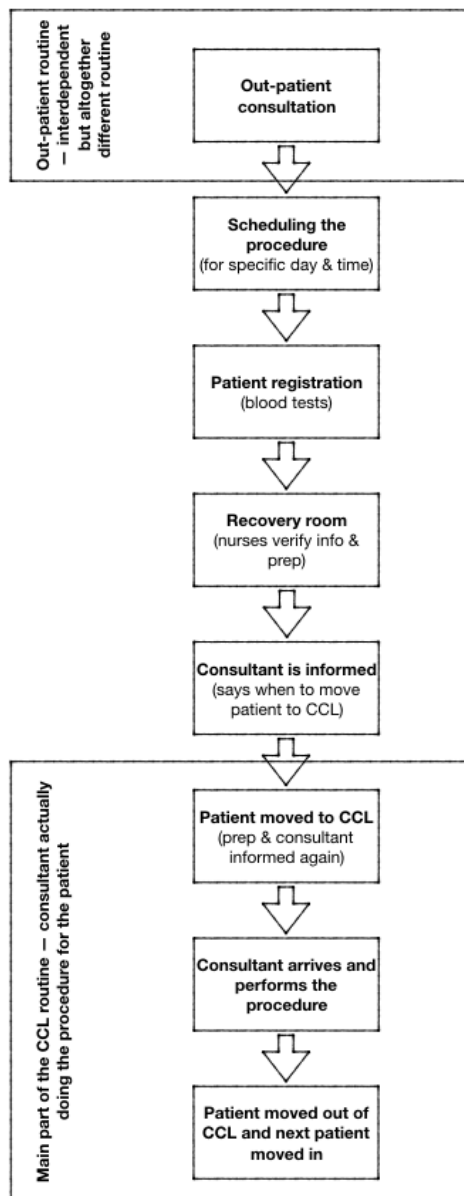 Out-patient routine
— interdependent
but altogether
different routine
Out-patient
consultation
Scheduling the
procedure
(for specific day & time)
Patient registration
(blood tests)
Recovery room
(nurses verify info &
prep)
Consultant is informed
(says when to move
patient to CCL)
Main part of the CCL routine — consultant actually
doing the procedure for the patient
Patient moved to CCL
(prep & consultant
informed again)
Consultant arrives and
performs the
procedure
Patient moved out of
CCL and next patient
moved in